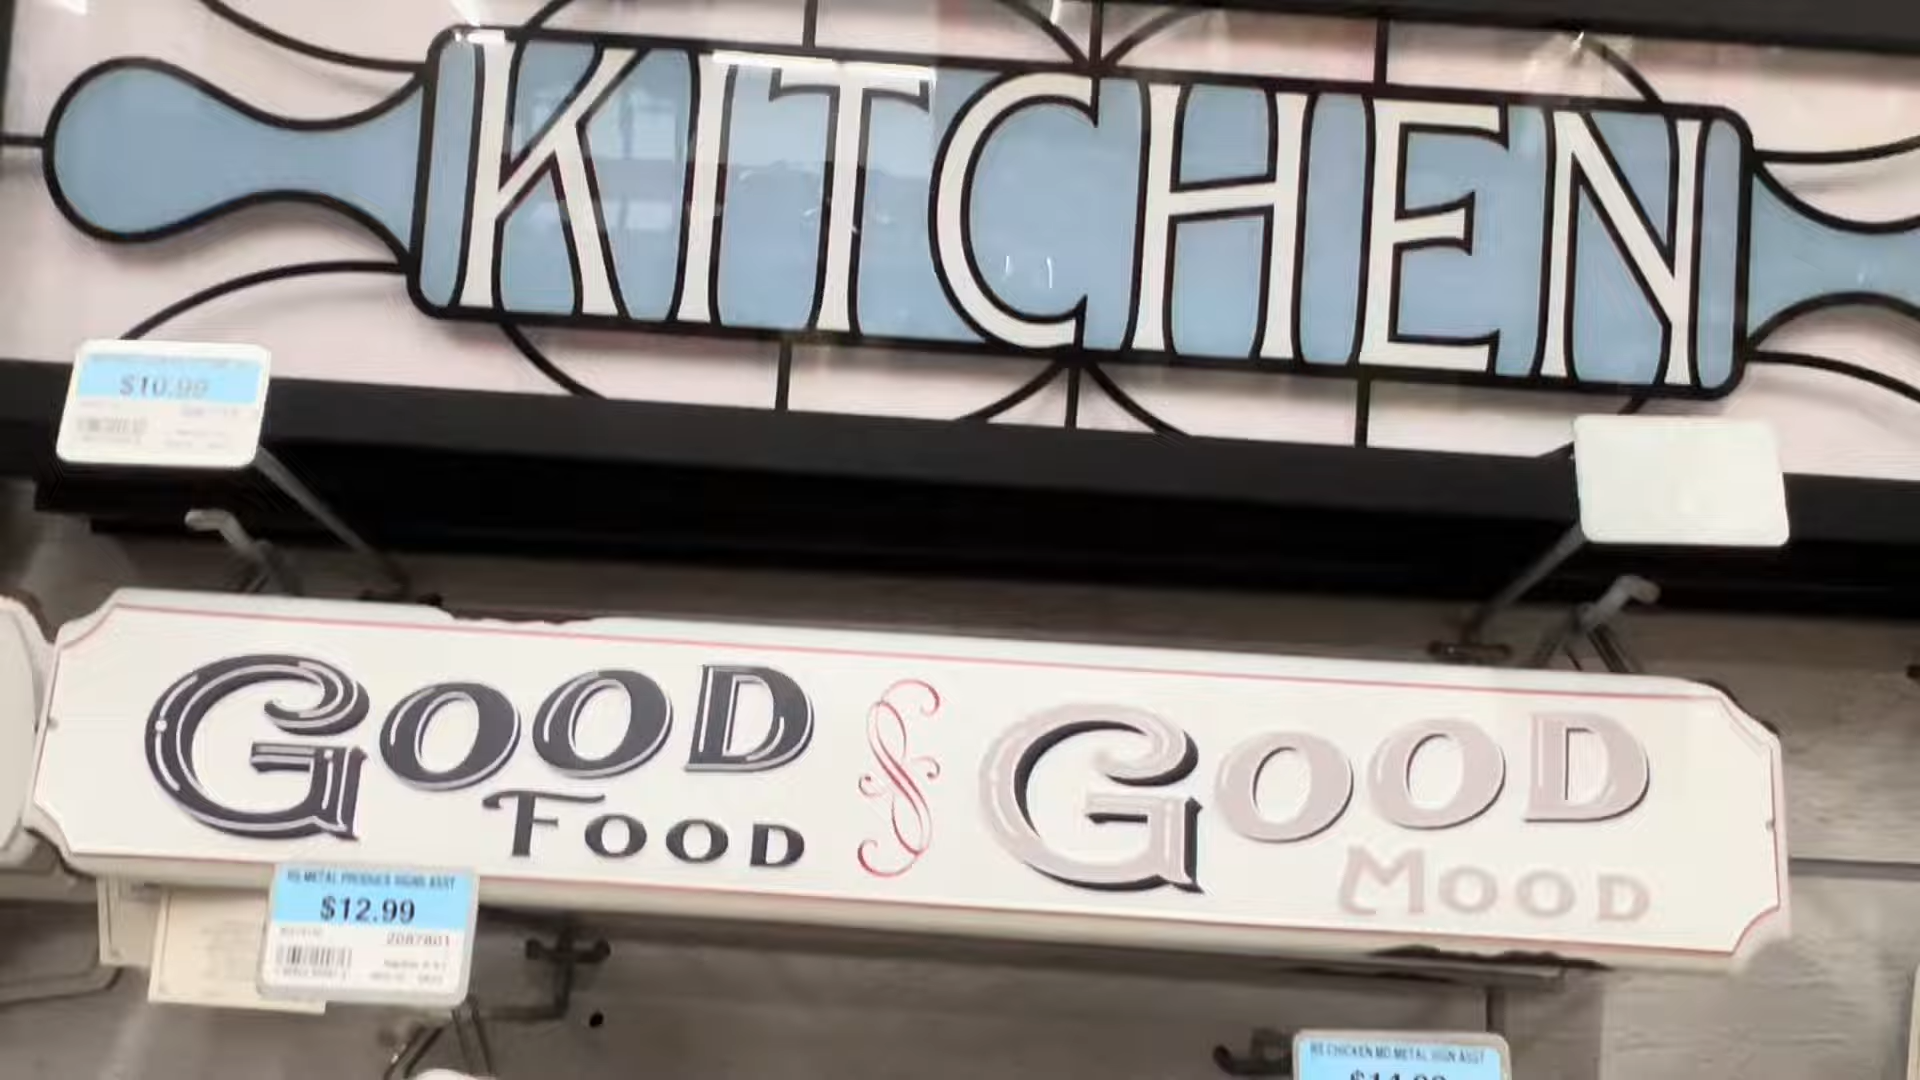 KITCHEN
$10.99
GOOD & GOOD
FOOD MOOD
RS METAL PRODUCE SIGNS ASST
$12.99
2087801
RS CHICKEN MD METAL SIGN ASST